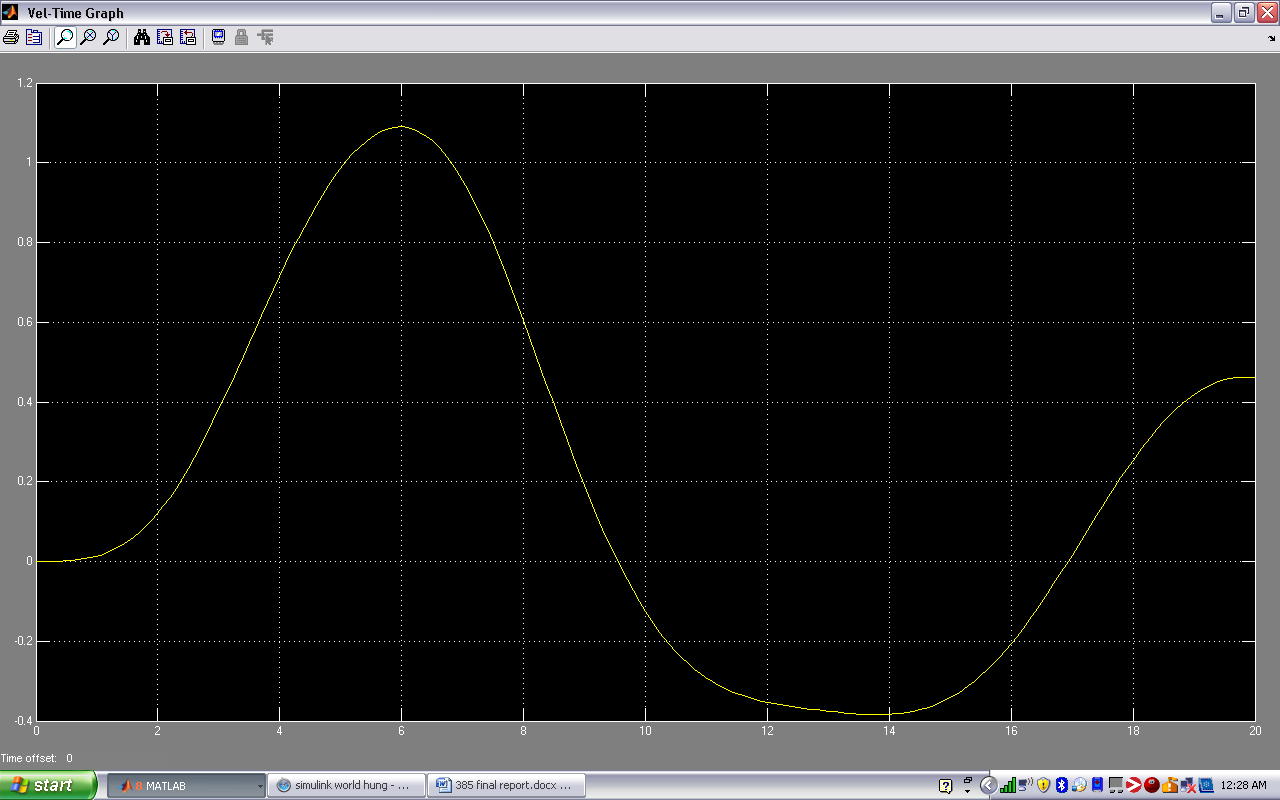 Vel-Time Graph
1.2
1
0.8
0.6
0.4
0.2
0
-0.2
-0.4
0 2 4 6 8 10 12 14 16 18 20
Time offset: 0
start 8 MATLAB simulink world hung - ... 385 final report.docx ... 12:28 AM